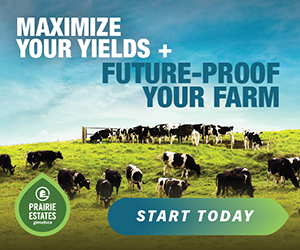 MAXIMIZE
YOUR YIELDS +
FUTURE-PROOF
YOUR FARM
PRAIRIE
ESTATES
genetics
START TODAY